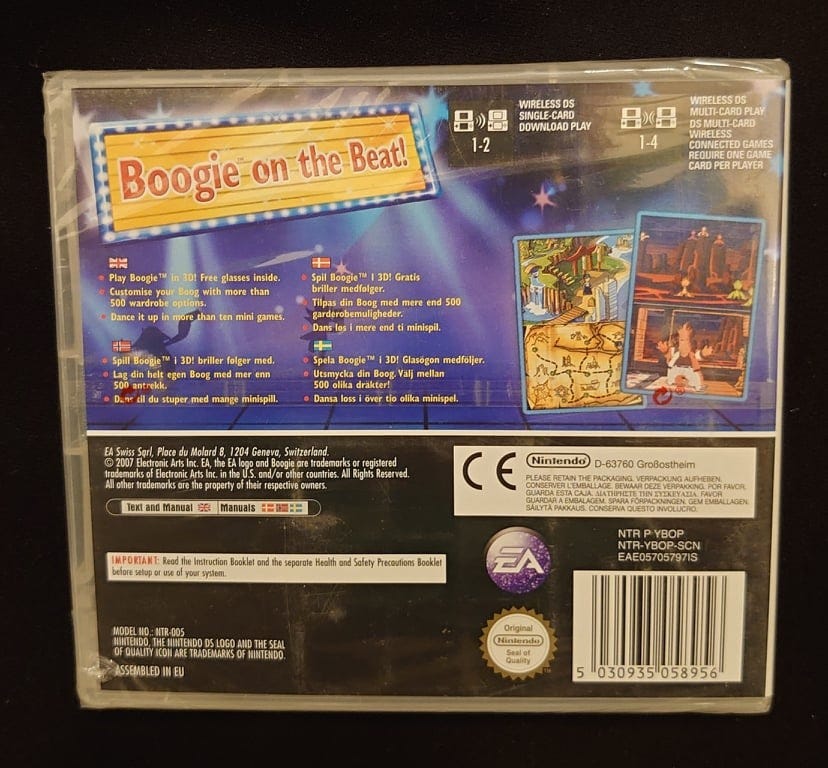 Boogie™ on the Beat!
1-2
WIRELESS DS
SINGLE-CARD
DOWNLOAD PLAY
1-4
WIRELESS DS
MULTI-CARD PLAY
DS MULTI-CARD
WIRELESS
CONNECTED GAMES
REQUIRE ONE GAME
CARD PER PLAYER
Play Boogie™ in 3D! Free glasses inside.
Customise your Boog with more than
500 wardrobe options.
Dance it up in more than ten mini games.
Spil Boogie™ I 3D! Gratis
briller medfølger.
Tilpas din Boog med mere end 500
garderobemuligheder.
Dans løs i mere end ti minispil.
Spill Boogie™ i 3D! briller følger med.
Lag din helt egen Boog med mer enn
500 antrekk.
Dans til du stuper med mange minispill.
Spela Boogie™ i 3D! Glasögon medföljer.
Utsmycka din Boog. Välj mellan
500 olika dräkter!
Dansa loss i över tio olika minispel.
EA Swiss Sqrl, Place du Molard 8, 1204 Geneva, Switzerland.
© 2007 Electronic Arts Inc. EA, the EA logo and Boogie are trademarks or registered
trademarks of Electronic Arts Inc. in the U.S. and/or other countries. All Rights Reserved.
All other trademarks are the property of their respective owners.
Text and Manual
Manuals
CE
Nintendo
D-63760 Großostheim
PLEASE RETAIN THE PACKAGING. VERPACKUNG AUFHEBEN.
CONSERVER L'EMBALLAGE. BEWAAR DEZE VERPAKKING. POR FAVOR,
GUARDA ESTA CAJA. ΔΙΑΤΗΡΗΣΤΕ ΤΗΝ ΣΥΣΚΕΥΑΣΙΑ. FAVOR
GUARDAR A EMBALAGEM. SPARA FÖRPACKNINGEN. GEM EMBALLAGEN.
SÄILYTÄ PAKKAUS. CONSERVA QUESTO INVOLUCRO.
IMPORTANT: Read the Instruction Booklet and the separate Health and Safety Precautions Booklet
before setup or use of your system.
EA
NTR P YBOP
NTR-YBOP-SCN
EAE05705797IS
MODEL NO.: NTR-005
NINTENDO, THE NINTENDO DS LOGO AND THE SEAL
OF QUALITY ICON ARE TRADEMARKS OF NINTENDO.
ASSEMBLED IN EU
Original
Nintendo
Seal of
Quality
TM
5 030935 058956